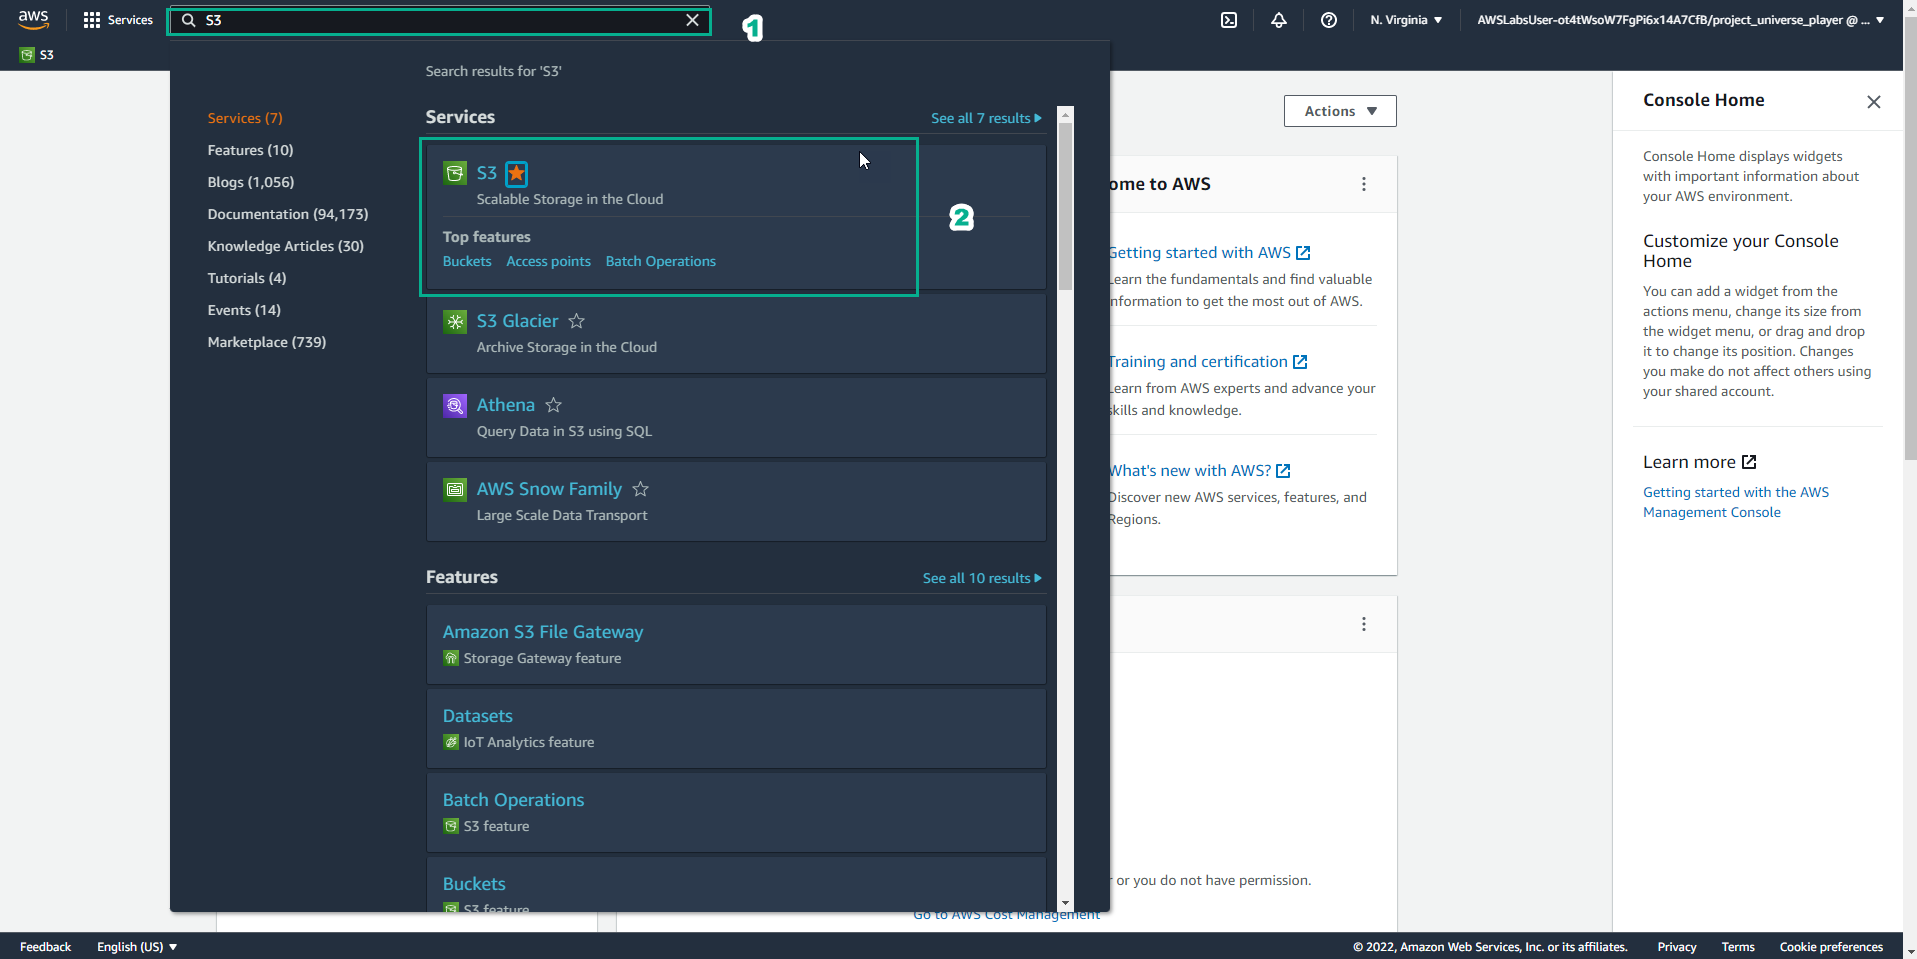 aws
Services
S3
1
N. Virginia
AWSLabsUser-ot4tWsoW7FgPi6x14A7CfB/project_universe_player @ ...
S3
Search results for 'S3'
Services (7)
Features (10)
Blogs (1,056)
Documentation (94,173)
Knowledge Articles (30)
Tutorials (4)
Events (14)
Marketplace (739)
Services
See all 7 results
S3
Scalable Storage in the Cloud
2
Top features
Buckets Access points Batch Operations
S3 Glacier
Archive Storage in the Cloud
Athena
Query Data in S3 using SQL
AWS Snow Family
Large Scale Data Transport
Features
See all 10 results
Amazon S3 File Gateway
Storage Gateway feature
Datasets
IoT Analytics feature
Batch Operations
S3 feature
Buckets
S3 feature
Actions
ome to AWS
Getting started with AWS
Learn the fundamentals and find valuable
information to get the most out of AWS.
Training and certification
Learn from AWS experts and advance your
skills and knowledge.
What's new with AWS?
Discover new AWS services, features, and
Regions.
r or you do not have permission.
Go to AWS Cost Management
Console Home
Console Home displays widgets
with important information about
your AWS environment.
Customize your Console
Home
You can add a widget from the
actions menu, change its size from
the widget menu, or drag and drop
it to change its position. Changes
you make do not affect others using
your shared account.
Learn more
Getting started with the AWS
Management Console
Feedback
English (US)
© 2022, Amazon Web Services, Inc. or its affiliates.
Privacy
Terms
Cookie preferences